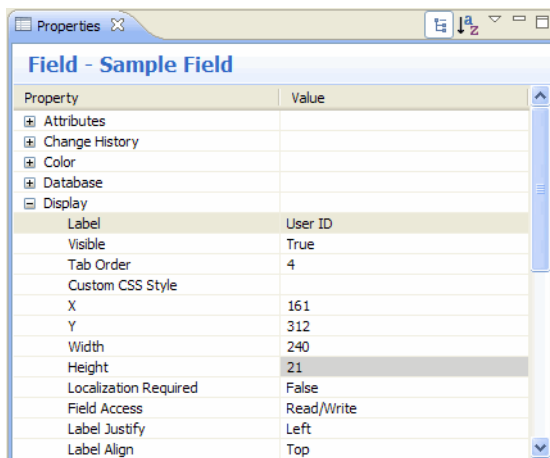 Properties
Field - Sample Field
Property Value
Attributes
Change History
Color
Database
Display
Label User ID
Visible True
Tab Order 4
Custom CSS Style
X 161
Y 312
Width 240
Height 21
Localization Required False
Field Access Read/Write
Label Justify Left
Label Align Top